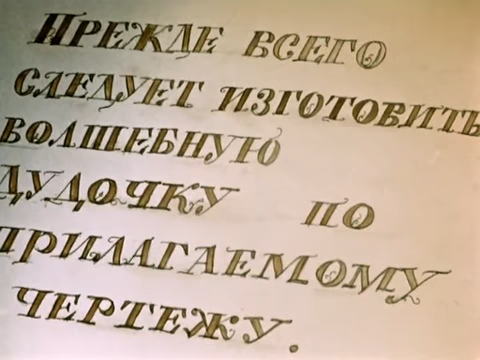 ПРЕЖДЕ ВСЕГО
СЛЕДУЕТ ИЗГОТОВИТЬ
ВОЛШЕБНУЮ
ДУДОЧКУ ПО
ПРИЛАГАЕМОМУ
ЧЕРТЕЖУ.